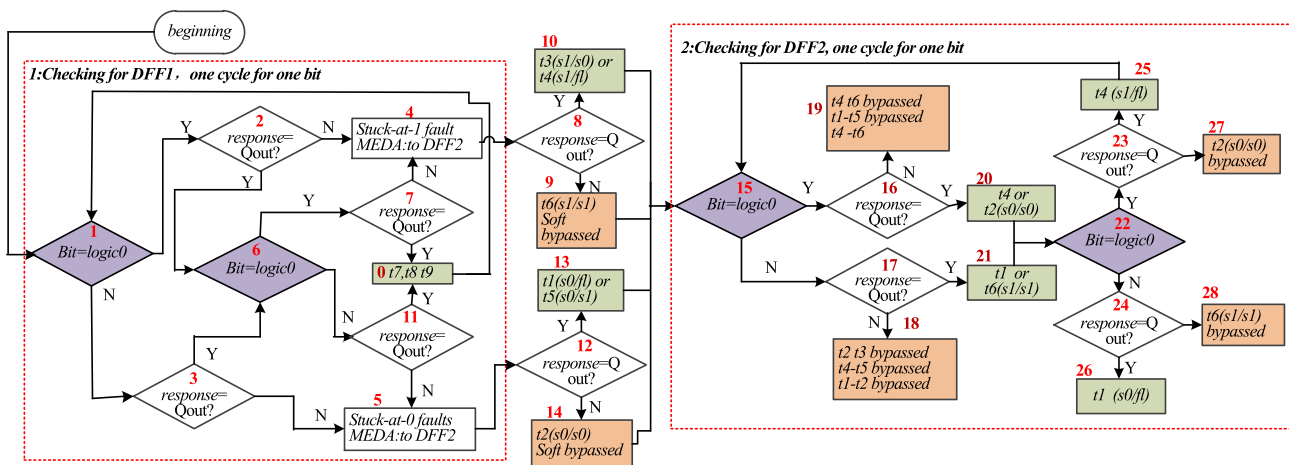 beginning
1:Checking for DFF1，one cycle for one bit
1
Bit=logic0
Y
N
2
response=
Qout?
N
Y
3
response=
Qout?
Y
N
4
Stuck-at-1 fault
MEDA:to DFF2
5
Stuck-at-0 faults
MEDA:to DFF2
6
Bit=logic0
Y
N
7
response=
Qout?
N
Y
0 t7,t8 t9
Y
11
response=
Qout?
N
10
t3(s1/s0) or
t4(s1/fl)
Y
8
response=Q
out?
N
9
t6(s1/s1)
Soft
bypassed
13
t1(s0/fl) or
t5(s0/s1)
Y
12
response=Q
out?
N
14
t2(s0/s0)
Soft bypassed
2:Checking for DFF2, one cycle for one bit
15
Bit=logic0
Y
N
19
t4 t6 bypassed
t1-t5 bypassed
t4 -t6
N
16
response=
Qout?
Y
17
response=
Qout?
Y
N
18
t2 t3 bypassed
t4-t5 bypassed
t1-t2 bypassed
20
t4 or
t2(s0/s0)
21
t1 or
t6(s1/s1)
22
Bit=logic0
Y
N
25
t4 (s1/fl)
Y
23
response=Q
out?
27
t2(s0/s0)
bypassed
24
response=Q
out?
Y
28
t6(s1/s1)
bypassed
26
t1 (s0/fl)